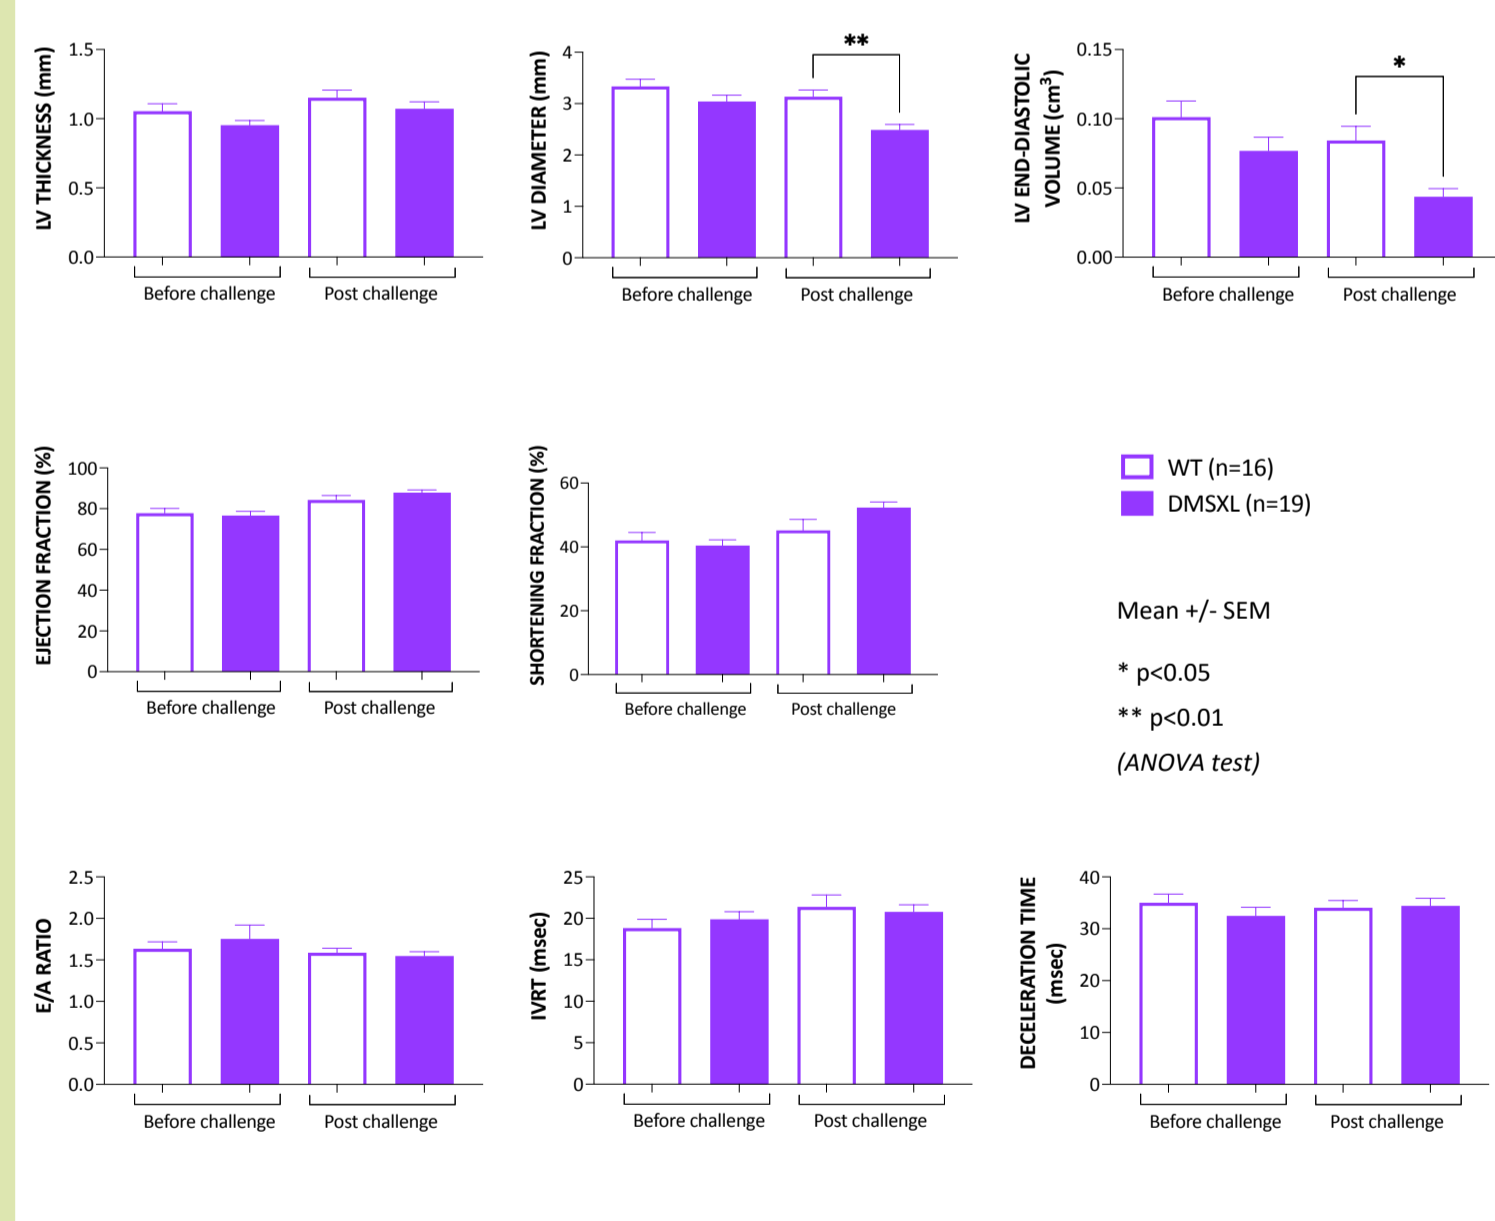 LV THICKNESS (mm)
1.5
1.0
0.5
0.0
Before challenge
Post challenge
LV DIAMETER (mm)
4
3
2
1
0
**
Before challenge
Post challenge
LV END-DIASTOLIC
VOLUME (cm³)
0.15
0.10
0.05
0.00
*
Before challenge
Post challenge
EJECTION FRACTION (%)
100
80
60
40
20
0
Before challenge
Post challenge
SHORTENING FRACTION (%)
60
40
20
0
Before challenge
Post challenge
WT (n=16)
DMSXL (n=19)
Mean +/- SEM
* p<0.05
** p<0.01
(ANOVA test)
E/A RATIO
2.5
2.0
1.5
1.0
0.5
0.0
Before challenge
Post challenge
IVRT (msec)
25
20
15
10
5
0
Before challenge
Post challenge
DECELERATION TIME
(msec)
40
30
20
10
0
Before challenge
Post challenge